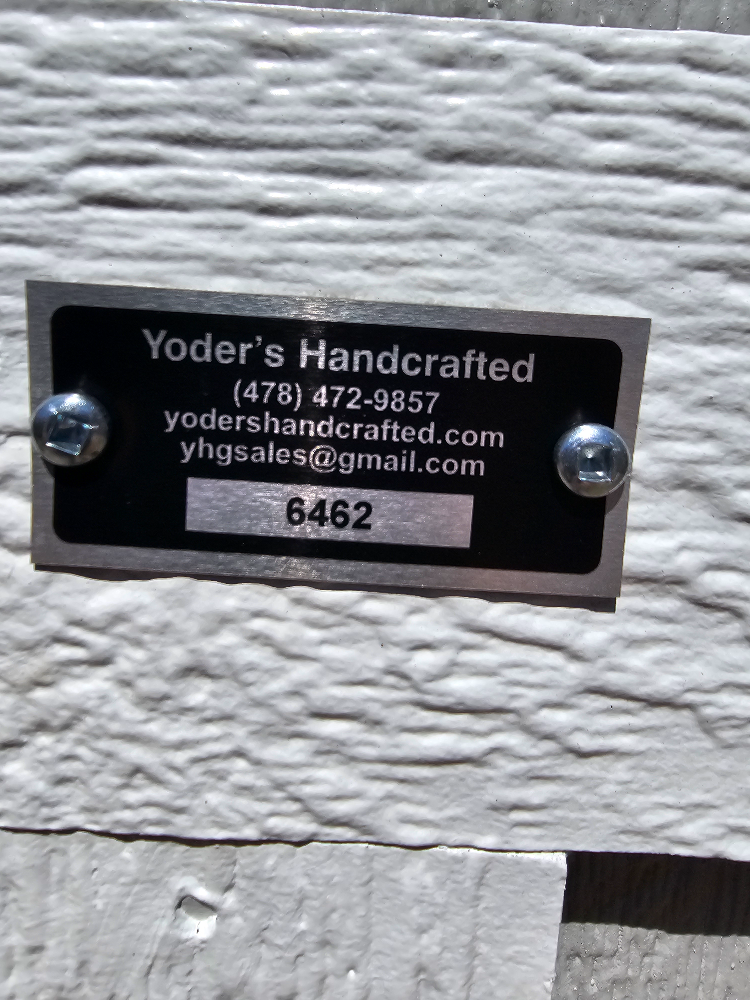 Yoder's Handcrafted
(478) 472-9857
yodershandcrafted.com
yhgsales@gmail.com
6462